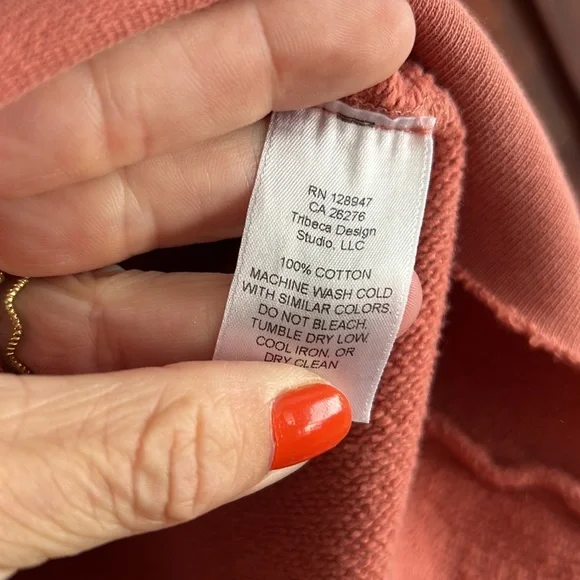 RN 128947
CA 26276
Tribeca Design
Studio, LLC
100% COTTON
MACHINE WASH COLD
WITH SIMILAR COLORS.
DO NOT BLEACH.
TUMBLE DRY LOW.
COOL IRON, OR
DRY CLEAN